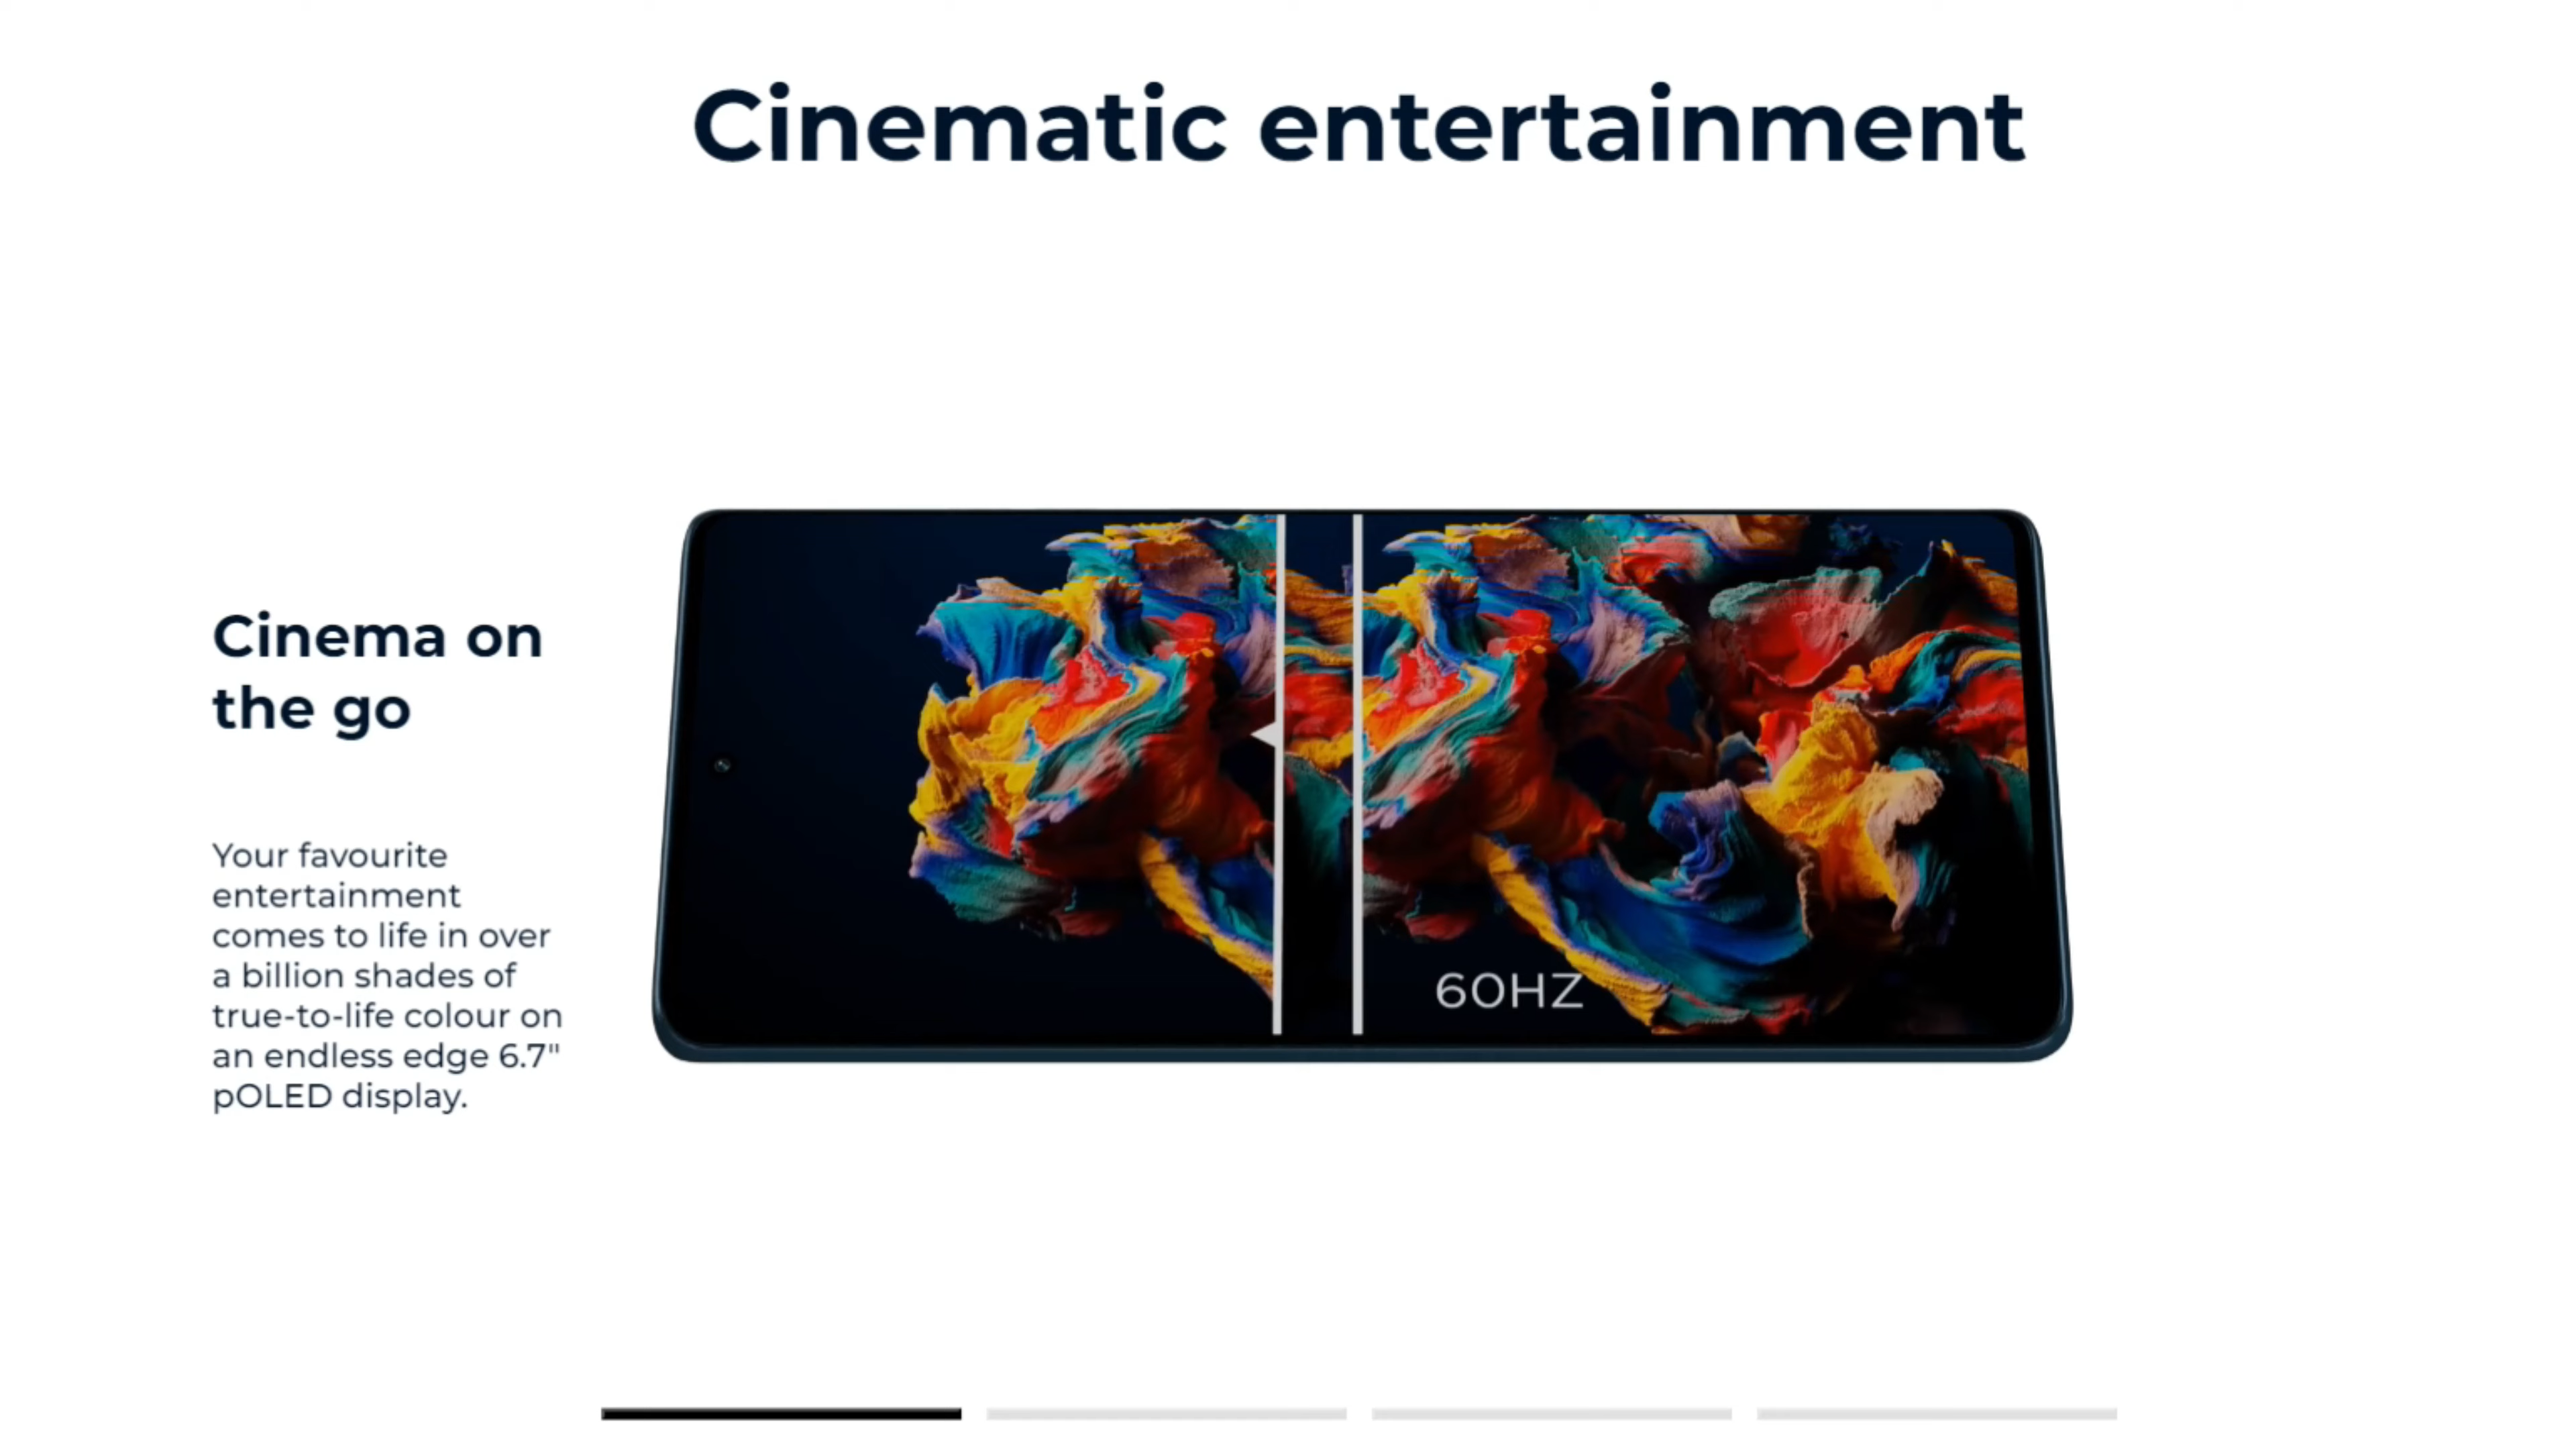 Cinematic entertainment
Cinema on
the go
Your favourite
entertainment
comes to life in over
a billion shades of
true-to-life colour on
an endless edge 6.7"
pOLED display.
60HZ